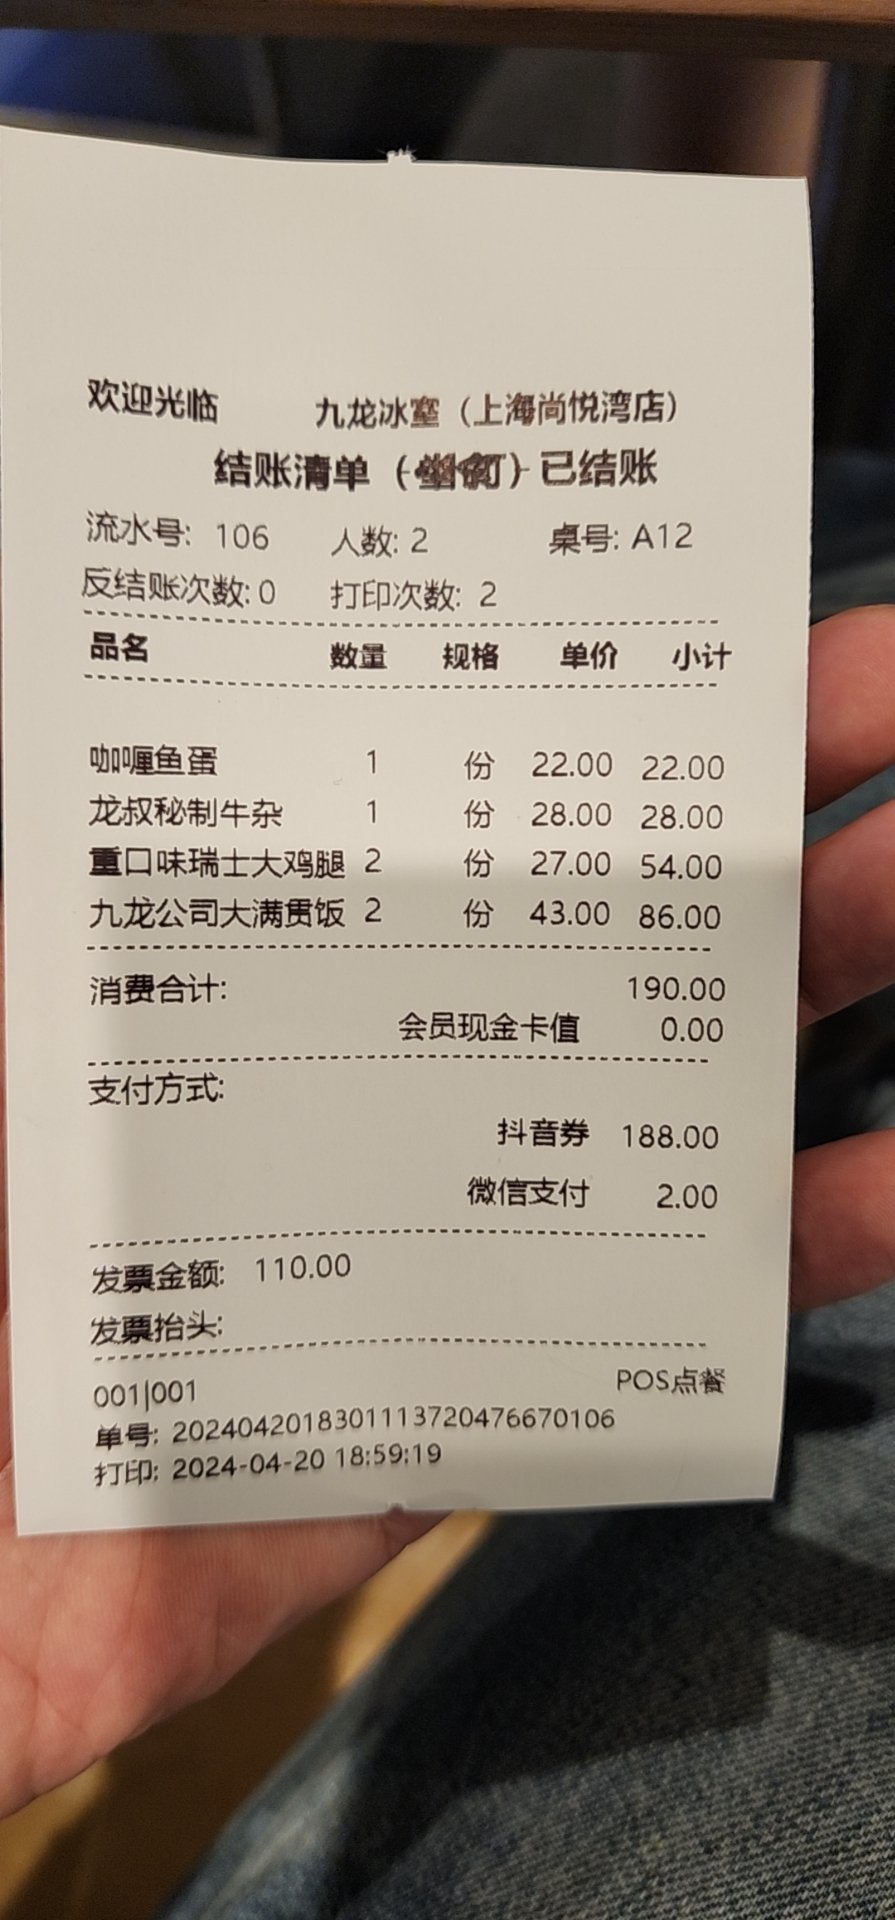 欢迎光临 九龙冰室（上海尚悦湾店）
结账清单 已结账
流水号: 106 人数: 2 桌号: A12
反结账次数: 0 打印次数: 2
品名 数量 规格 单价 小计
咖喱鱼蛋 1 份 22.00 22.00
龙叔秘制牛杂 1 份 28.00 28.00
重口味瑞士大鸡腿 2 份 27.00 54.00
九龙公司大满贯饭 2 份 43.00 86.00
消费合计: 190.00
会员现金卡值 0.00
支付方式:
抖音券 188.00
微信支付 2.00
发票金额: 110.00
发票抬头:
001|001 POS点餐
单号: 20240420183011137204766​70106
打印: 2024-04-20 18:59:19